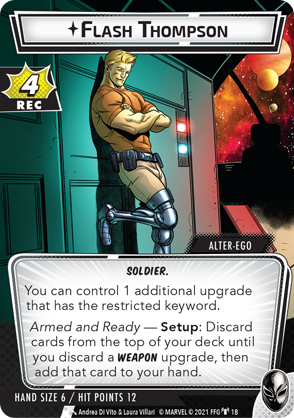 FLASH THOMPSON
4
REC
ALTER-EGO
SOLDIER.
You can control 1 additional upgrade
that has the restricted keyword.
Armed and Ready — Setup: Discard
cards from the top of your deck until
you discard a WEAPON upgrade, then
add that card to your hand.
HAND SIZE 6 / HIT POINTS 12
Andrea Di Vito & Laura Villari © MARVEL © 2021 FFG 1B